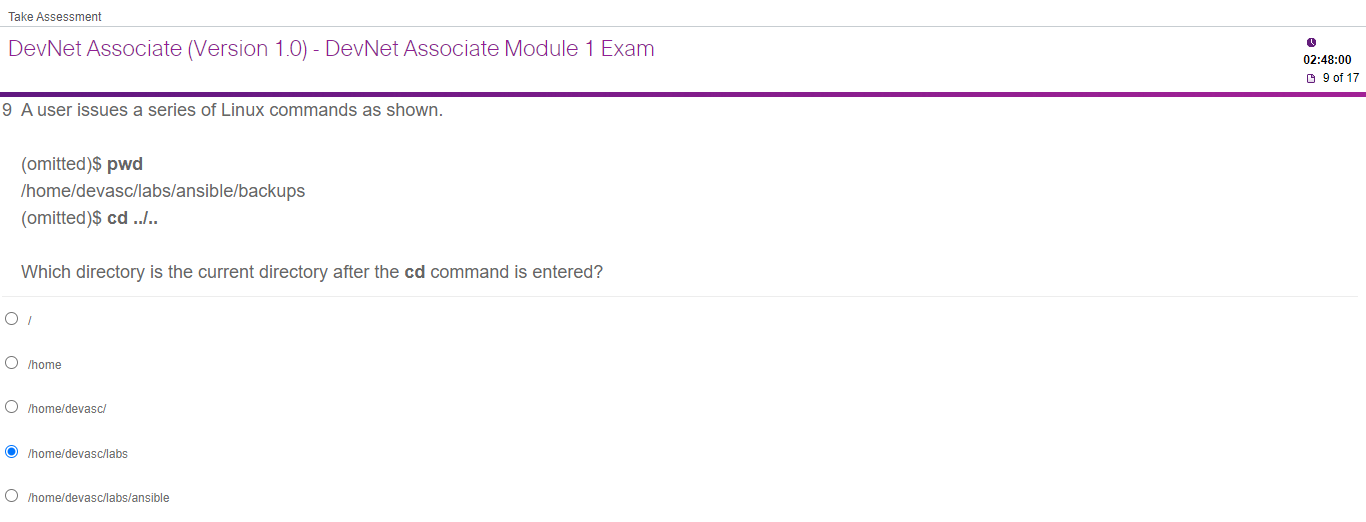 Take Assessment
DevNet Associate (Version 1.0) - DevNet Associate Module 1 Exam
02:48:00
9 of 17
9 A user issues a series of Linux commands as shown.
(omitted)$ pwd
/home/devasc/labs/ansible/backups
(omitted)$ cd ../..
Which directory is the current directory after the cd command is entered?
/
/home
/home/devasc/
/home/devasc/labs
/home/devasc/labs/ansible